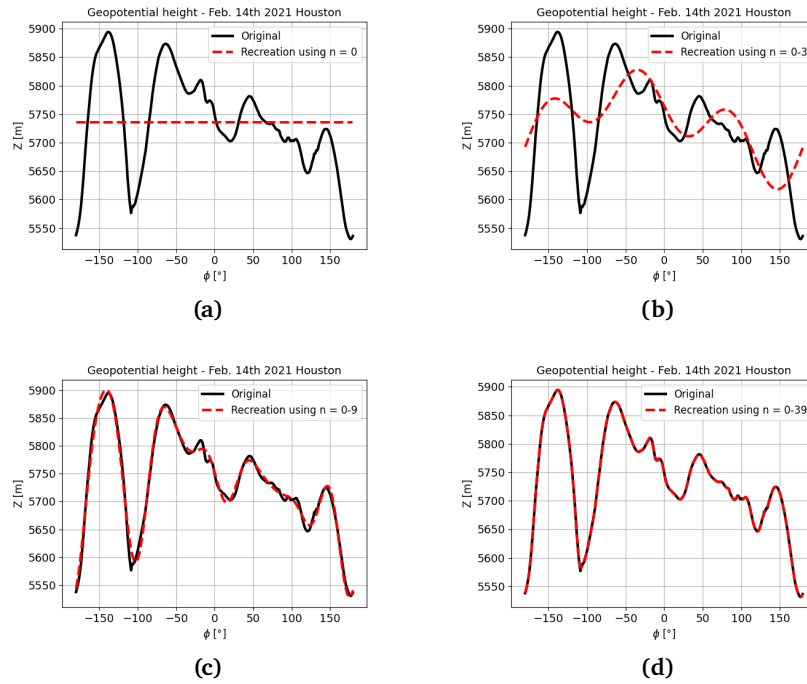 Geopotential height - Feb. 14th 2021 Houston
Original
Recreation using n = 0
Z [m]
5900
5850
5800
5750
5700
5650
5600
5550
−150 −100 −50 0 50 100 150
ϕ [°]
(a)
Geopotential height - Feb. 14th 2021 Houston
Original
Recreation using n = 0-3
Z [m]
5900
5850
5800
5750
5700
5650
5600
5550
−150 −100 −50 0 50 100 150
ϕ [°]
(b)
Geopotential height - Feb. 14th 2021 Houston
Original
Recreation using n = 0-9
Z [m]
5900
5850
5800
5750
5700
5650
5600
5550
−150 −100 −50 0 50 100 150
ϕ [°]
(c)
Geopotential height - Feb. 14th 2021 Houston
Original
Recreation using n = 0-39
Z [m]
5900
5850
5800
5750
5700
5650
5600
5550
−150 −100 −50 0 50 100 150
ϕ [°]
(d)